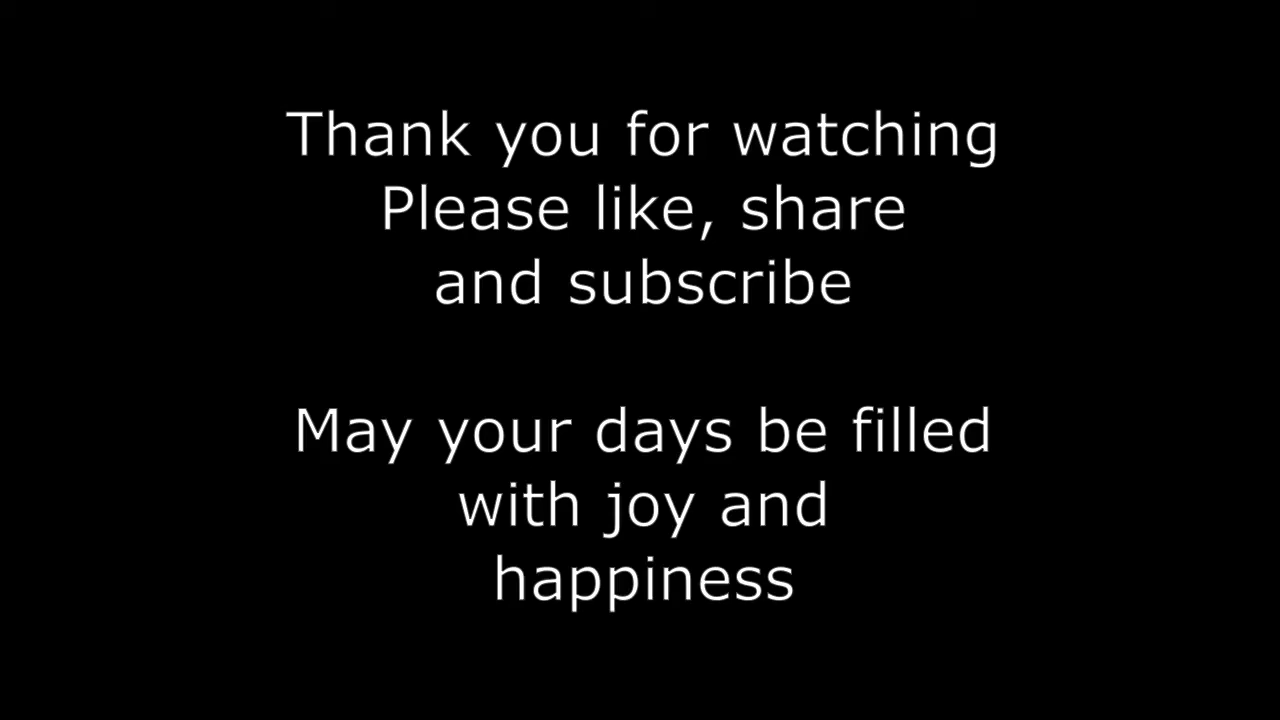 Thank you for watching
Please like, share
and subscribe
May your days be filled
with joy and
happiness